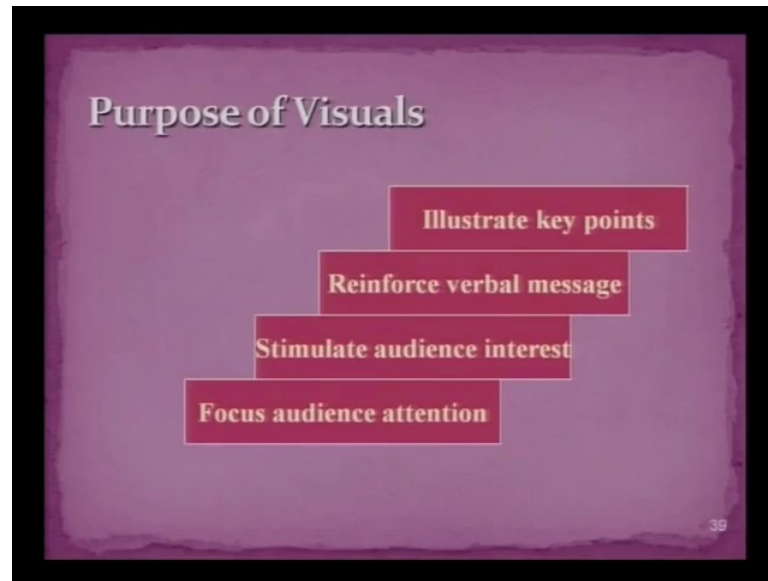 Purpose of Visuals
Illustrate key points
Reinforce verbal message
Stimulate audience interest
Focus audience attention
39